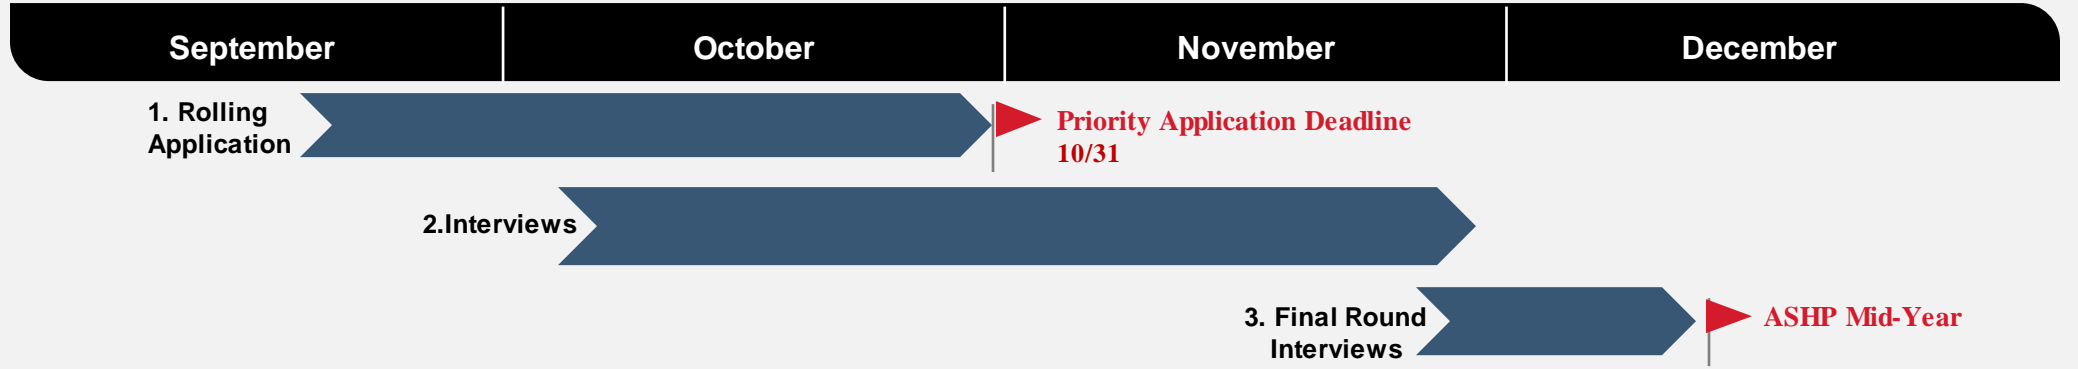 September
October
November
December
1. Rolling
Application
Priority Application Deadline
10/31
2.Interviews
3. Final Round
Interviews
ASHP Mid-Year